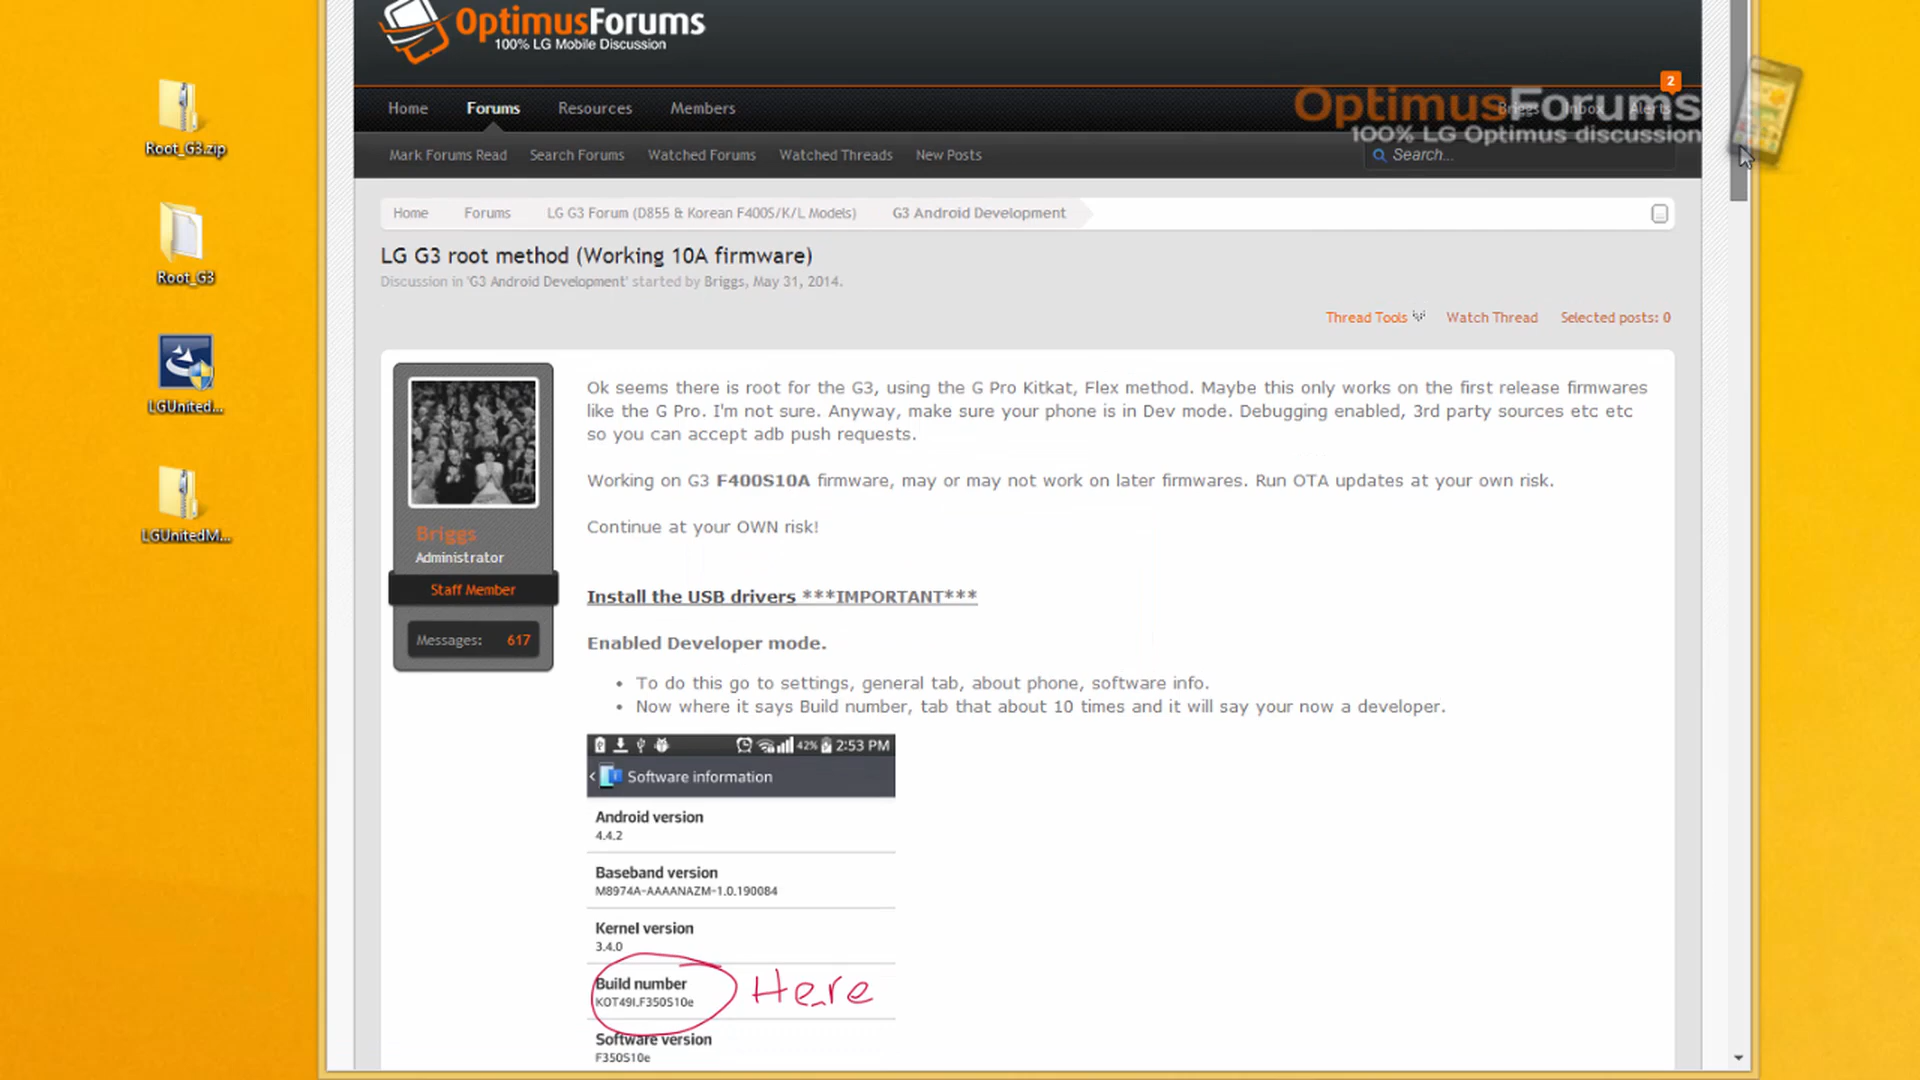 Root_G3.zip
Root_G3
LGUnited...
LGUnitedM...
OptimusForums
100% LG Mobile Discussion
Home Forums Resources Members
Briggs Inbox Alerts
2
OptimusForums
100% LG Optimus discussion
Mark Forums Read Search Forums Watched Forums Watched Threads New Posts
Search...
Home Forums LG G3 Forum (D855 & Korean F400S/K/L Models) G3 Android Development
LG G3 root method (Working 10A firmware)
Discussion in 'G3 Android Development' started by Briggs, May 31, 2014.
Thread Tools Watch Thread Selected posts: 0
Briggs
Administrator
Staff Member
Messages: 617
Ok seems there is root for the G3, using the G Pro Kitkat, Flex method. Maybe this only works on the first release firmwares
like the G Pro. I'm not sure. Anyway, make sure your phone is in Dev mode. Debugging enabled, 3rd party sources etc etc
so you can accept adb push requests.
Working on G3 F400S10A firmware, may or may not work on later firmwares. Run OTA updates at your own risk.
Continue at your OWN risk!
Install the USB drivers ***IMPORTANT***
Enabled Developer mode.
• To do this go to settings, general tab, about phone, software info.
• Now where it says Build number, tab that about 10 times and it will say your now a developer.
42% 2:53 PM
Software information
Android version
4.4.2
Baseband version
M8974A-AAAANAZM-1.0.190084
Kernel version
3.4.0
Build number
KOT49I.F350S10e
Here
Software version
F350S10e